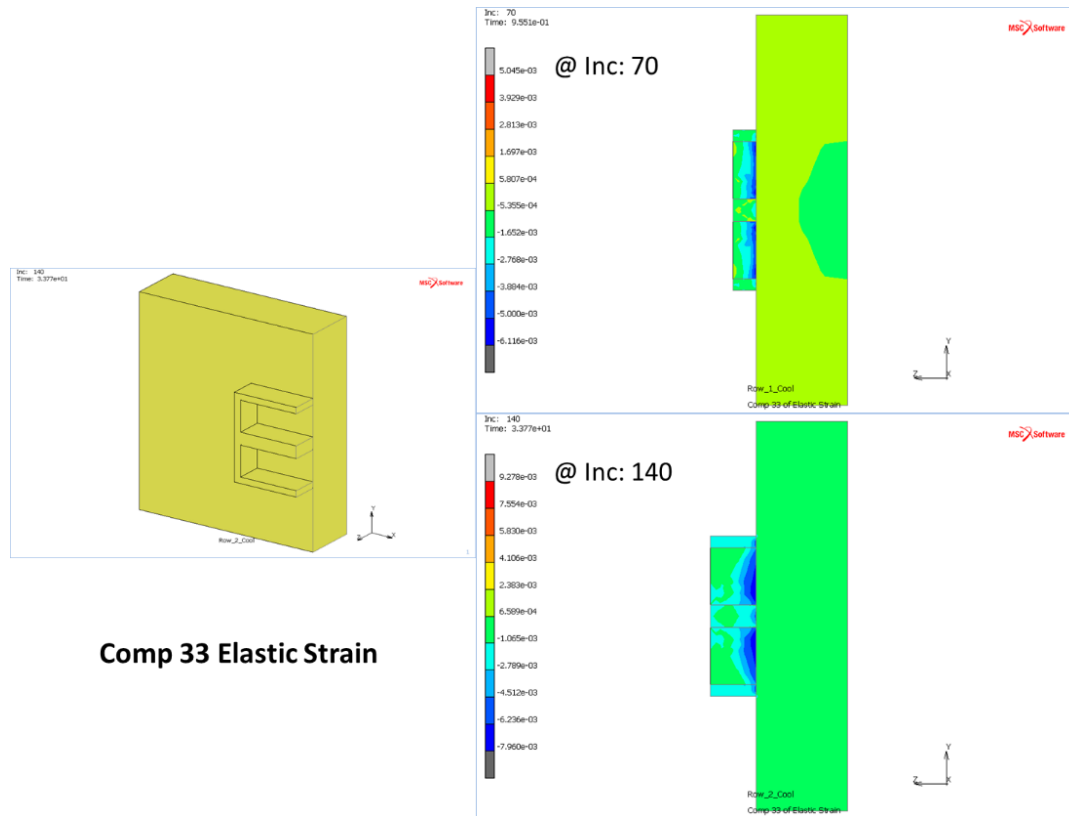 Inc: 140
Time: 3.377e+01
MSC Software
Y
Z
X
Row_2_Cool
1
Comp 33 Elastic Strain
Inc: 70
Time: 9.551e-01
MSC Software
@ Inc: 70
5.045e-03
3.929e-03
2.813e-03
1.697e-03
5.807e-04
-5.355e-04
-1.652e-03
-2.768e-03
-3.884e-03
-5.000e-03
-6.116e-03
Y
Z
X
Row_1_Cool
Comp 33 of Elastic Strain
Inc: 140
Time: 3.377e+01
MSC Software
@ Inc: 140
9.278e-03
7.554e-03
5.830e-03
4.106e-03
2.383e-03
6.589e-04
-1.065e-03
-2.789e-03
-4.512e-03
-6.236e-03
-7.960e-03
Y
Z
X
Row_2_Cool
Comp 33 of Elastic Strain